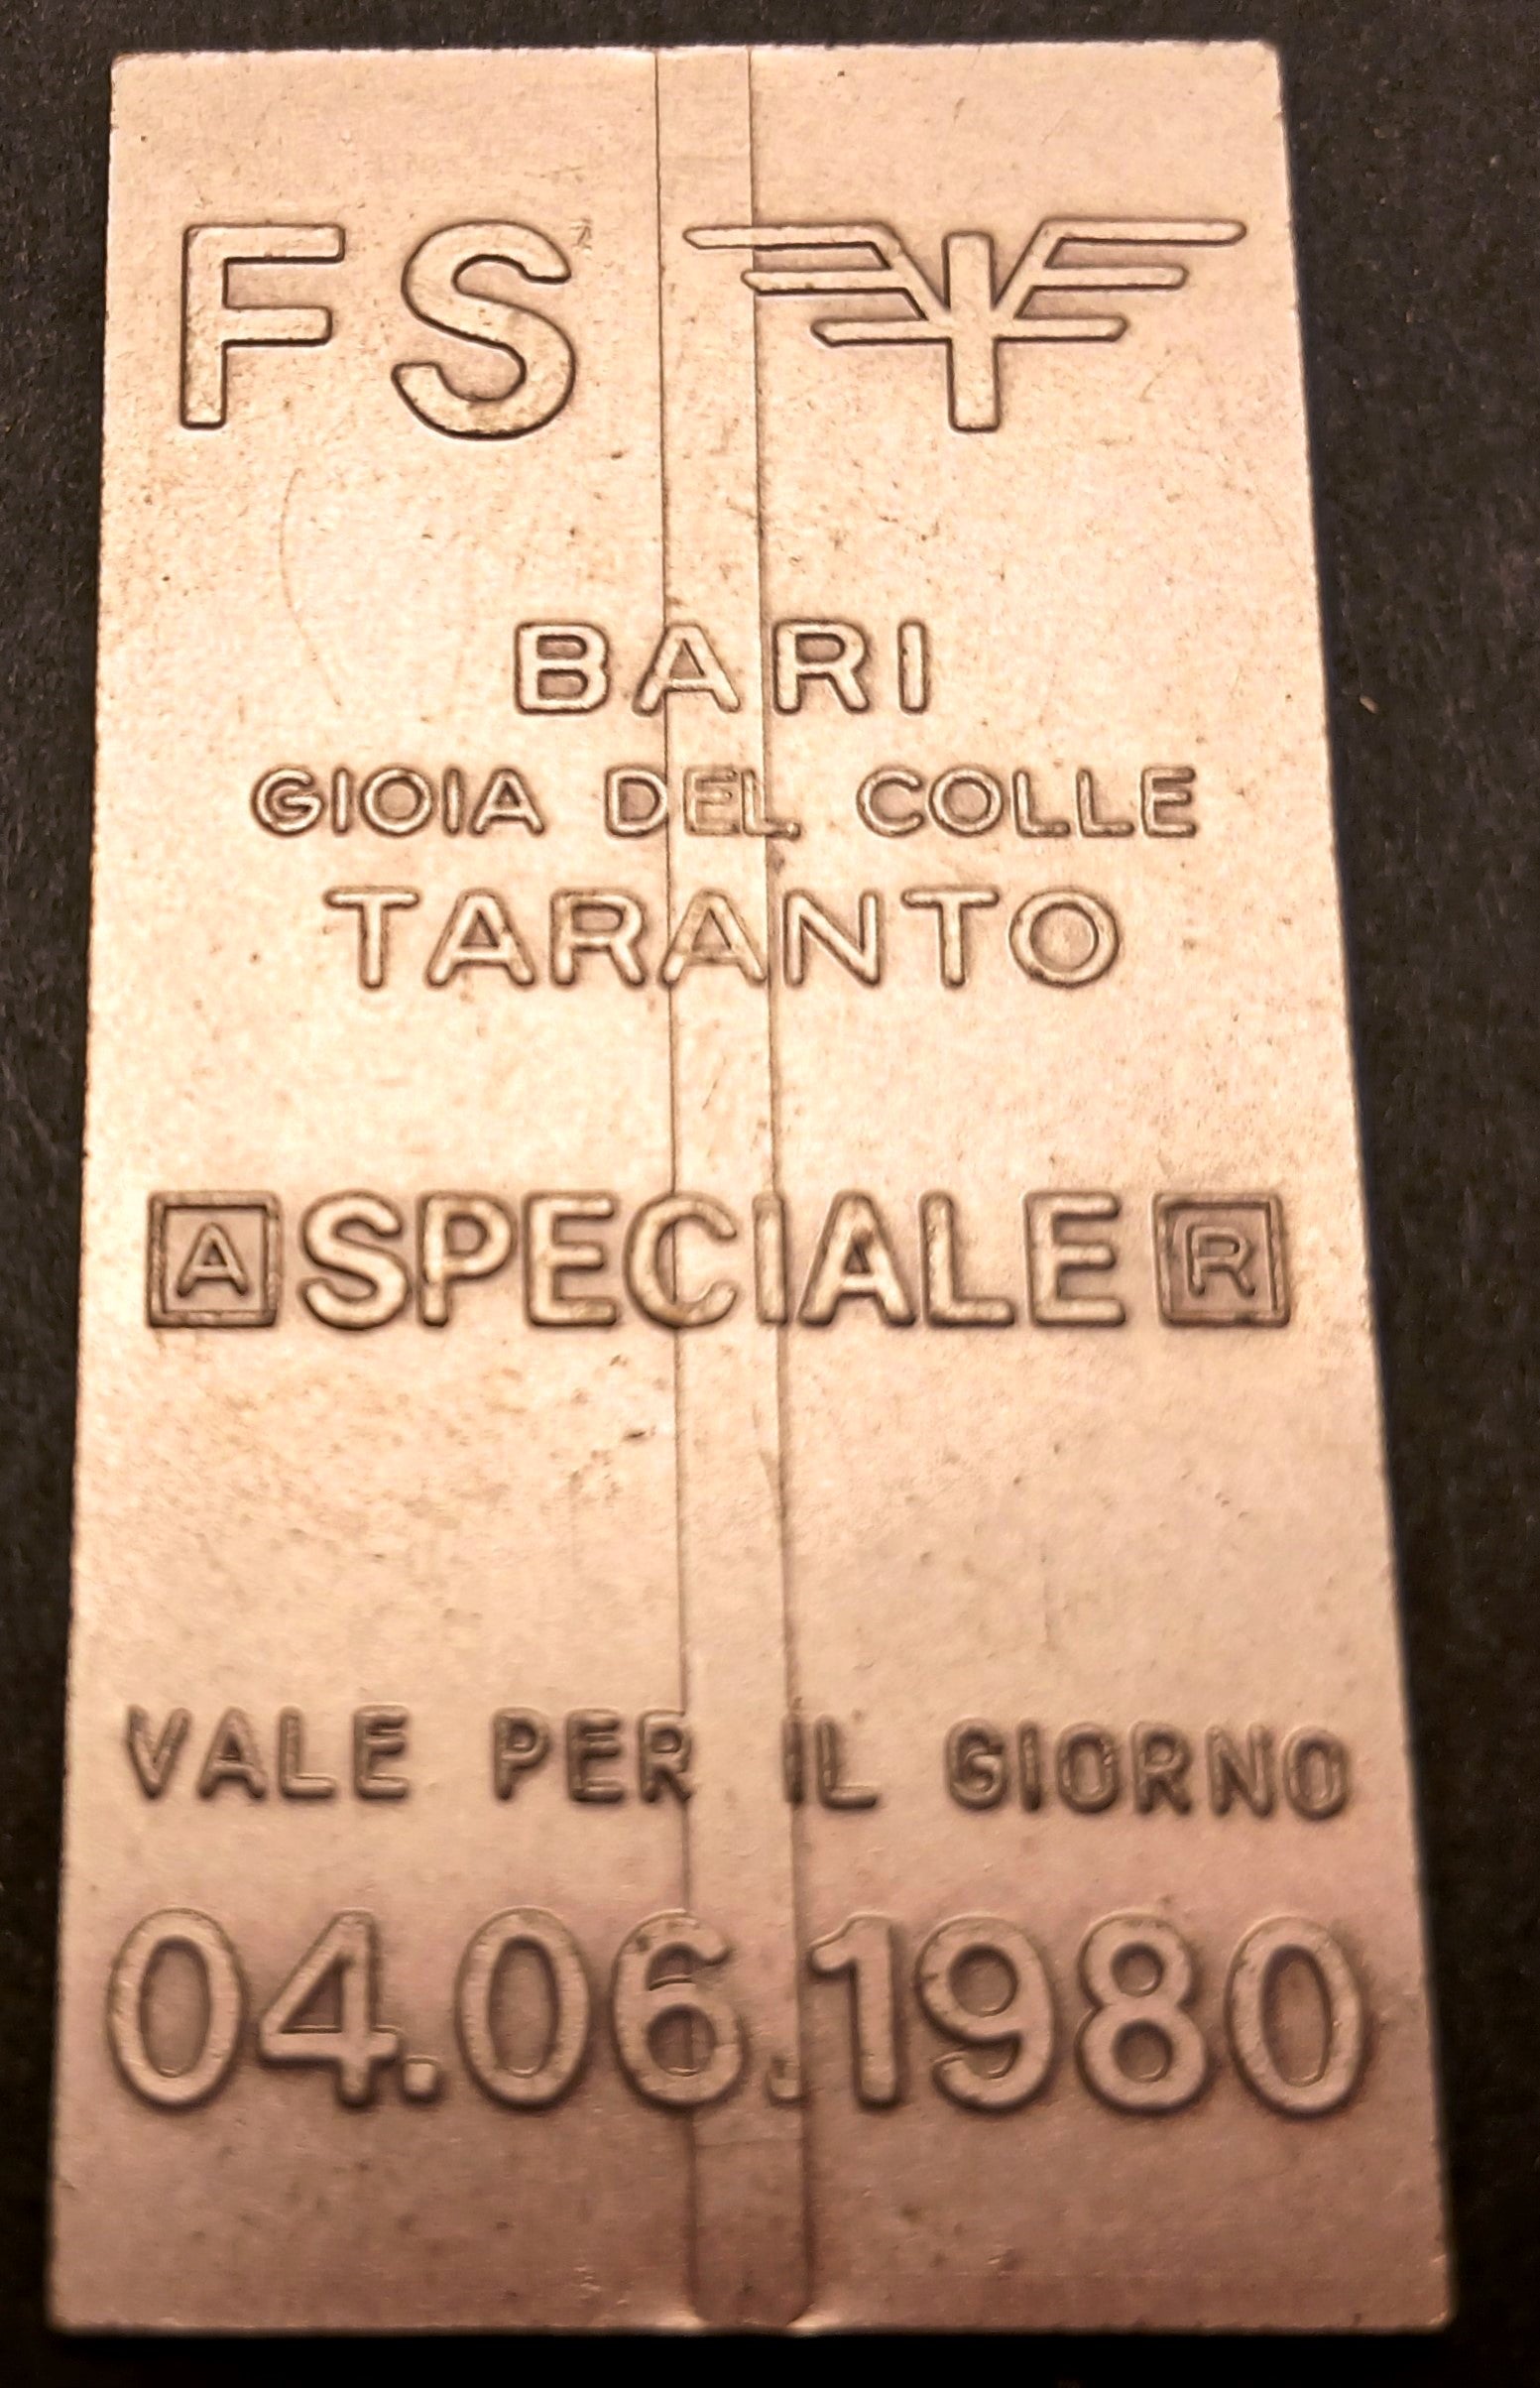 FS
BARI
GIOIA DEL COLLE
TARANTO
A SPECIALE R
VALE PER IL GIORNO
04.06.1980